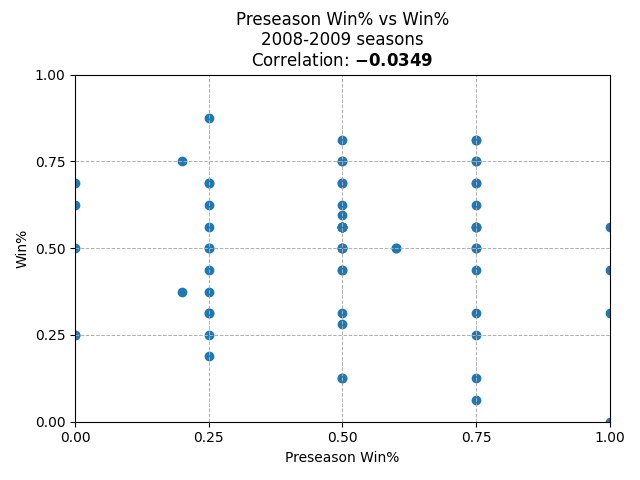 Preseason Win% vs Win%
2008-2009 seasons
Correlation: −0.0349
1.00
0.75
0.50
0.25
0.00
Win%
0.00 0.25 0.50 0.75 1.00
Preseason Win%